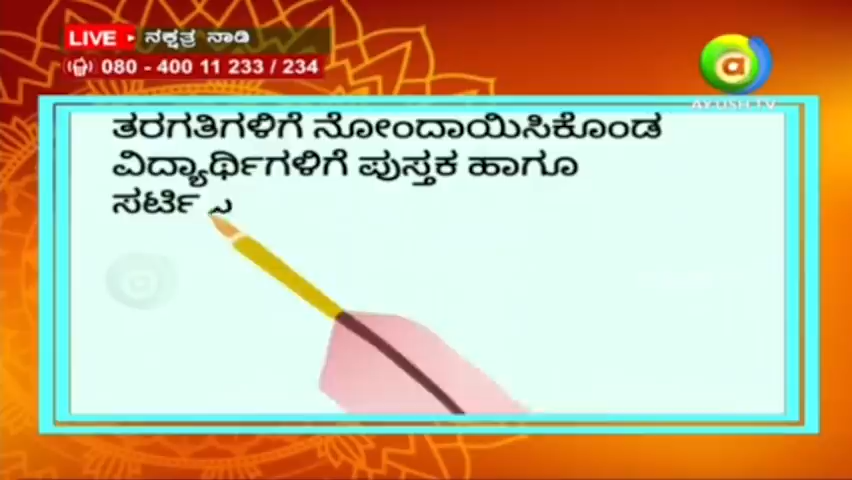 LIVE ನಕ್ಷತ್ರ ನಾಡಿ
080 - 400 11 233 / 234
a
AYUSH TV
ತರಗತಿಗಳಿಗೆ ನೋಂದಾಯಿಸಿಕೊಂಡ
ವಿದ್ಯಾರ್ಥಿಗಳಿಗೆ ಪುಸ್ತಕ ಹಾಗೂ
ಸರ್ಟಿ